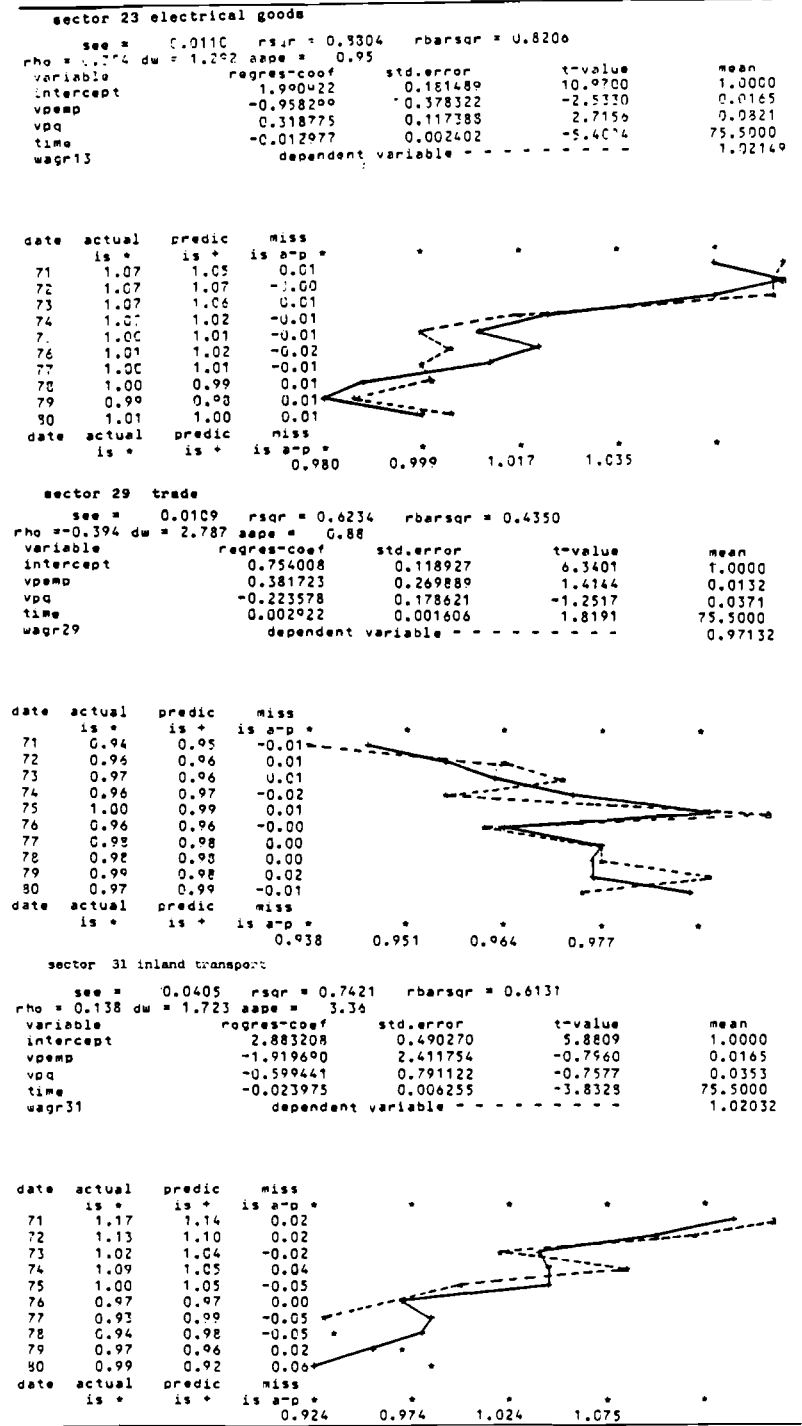 sector 23 electrical goods
see = 0.0110 rsqr = 0.8804 rbarsqr = 0.8206
rho = dw = 1.292 aape = 0.95
variable regres-coef std.error t-value mean
intercept 1.990922 0.181489 10.9700 1.0000
vpemp -0.958299 0.378322 -2.5330 0.0165
vpq 0.318775 0.117388 2.7156 0.0821
time -0.012977 0.002402 75.5000
wagr13 dependent variable - - - - - - - - - - 1.02149
date actual predic miss
is * is + is a-p * * * *
71 1.07 1.05 0.01
72 1.07 1.07 -0.00
73 1.07 1.06 0.01
74 1.02 -0.01
1.00 1.01 -0.01
76 1.01 1.02 -0.02
77 1.00 1.01 -0.01
78 1.00 0.99 0.01
79 0.99 0.98 0.01
80 1.01 1.00 0.01
date actual predic miss
is * is + is a-p * * * * *
0.980 0.999 1.017 1.035
sector 29 trade
see = 0.0109 rsqr = 0.6234 rbarsqr = 0.4350
rho =-0.394 dw = 2.787 aape = 0.88
variable regres-coef std.error t-value mean
intercept 0.754008 0.118927 6.3401 1.0000
vpemp 0.381723 0.269889 1.4144 0.0132
vpq -0.223578 0.178621 -1.2517 0.0371
time 0.002922 0.001606 1.8191 75.5000
wagr29 dependent variable - - - - - - - - - - 0.97132
date actual predic miss
is * is + is a-p * * * * *
71 0.94 0.95 -0.01
72 0.96 0.96 0.01
73 0.97 0.96 0.01
74 0.96 0.97 -0.02
75 1.00 0.99 0.01
76 0.96 0.96 -0.00
77 0.98 0.98 0.00
78 0.98 0.98 0.00
79 0.99 0.98 0.02
80 0.97 0.99 -0.01
date actual predic miss
is * is + is a-p * * * * *
0.938 0.951 0.964 0.977
sector 31 inland transport
see = 0.0405 rsqr = 0.7421 rbarsqr = 0.6131
rho = 0.138 dw = 1.723 aape = 3.36
variable regres-coef std.error t-value mean
intercept 2.883208 0.490270 5.8809 1.0000
vpemp -1.919690 2.411754 -0.7960 0.0165
vpq -0.599441 0.791122 -0.7577 0.0353
time -0.023975 0.006255 -3.8328 75.5000
wagr31 dependent variable - - - - - - - - - - 1.02032
date actual predic miss
is * is + is a-p * * * * *
71 1.17 1.14 0.02
72 1.13 1.10 0.02
73 1.02 1.04 -0.02
74 1.09 1.05 0.04
75 1.00 1.05 -0.05
76 0.97 0.97 0.00
77 0.93 0.99 -0.05
78 0.94 0.98 -0.05
79 0.97 0.96 0.02
80 0.99 0.92 0.06
date actual predic miss
is * is + is a-p * * * * *
0.924 0.974 1.024 1.075